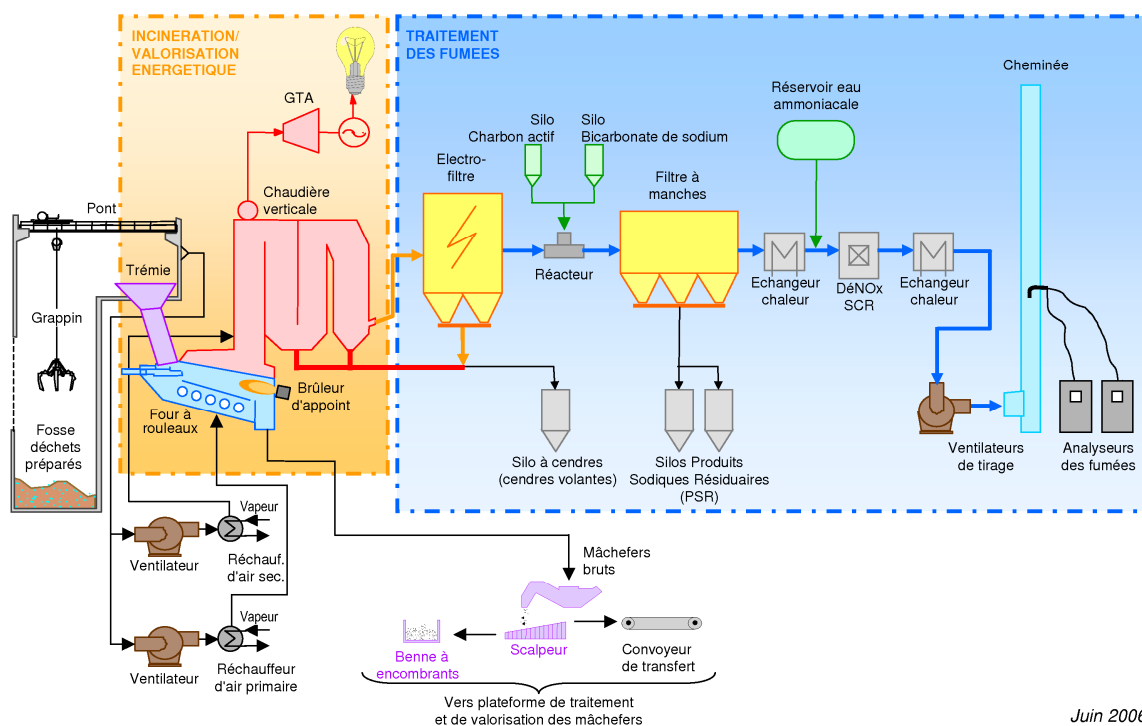 INCINERATION/
VALORISATION
ENERGETIQUE
TRAITEMENT
DES FUMEES
Cheminée
GTA
Réservoir eau
ammoniacale
Silo
Charbon actif
Silo
Bicarbonate de sodium
Electro-
filtre
Filtre à
manches
Chaudière
verticale
Pont
Trémie
Réacteur
Echangeur
chaleur
DéNOx
SCR
Echangeur
chaleur
Grappin
Brûleur
d'appoint
Four à
rouleaux
Fosse
déchets
préparés
Silo à cendres
(cendres volantes)
Silos Produits
Sodiques Résiduaires
(PSR)
Ventilateurs
de tirage
Analyseurs
des fumées
Vapeur
Ventilateur
Réchauf.
d'air sec.
Mâchefers
bruts
Vapeur
Ventilateur
Réchauffeur
d'air primaire
Benne à
encombrants
Scalpeur
Convoyeur
de transfert
Vers plateforme de traitement
et de valorisation des mâchefers
Juin 2006